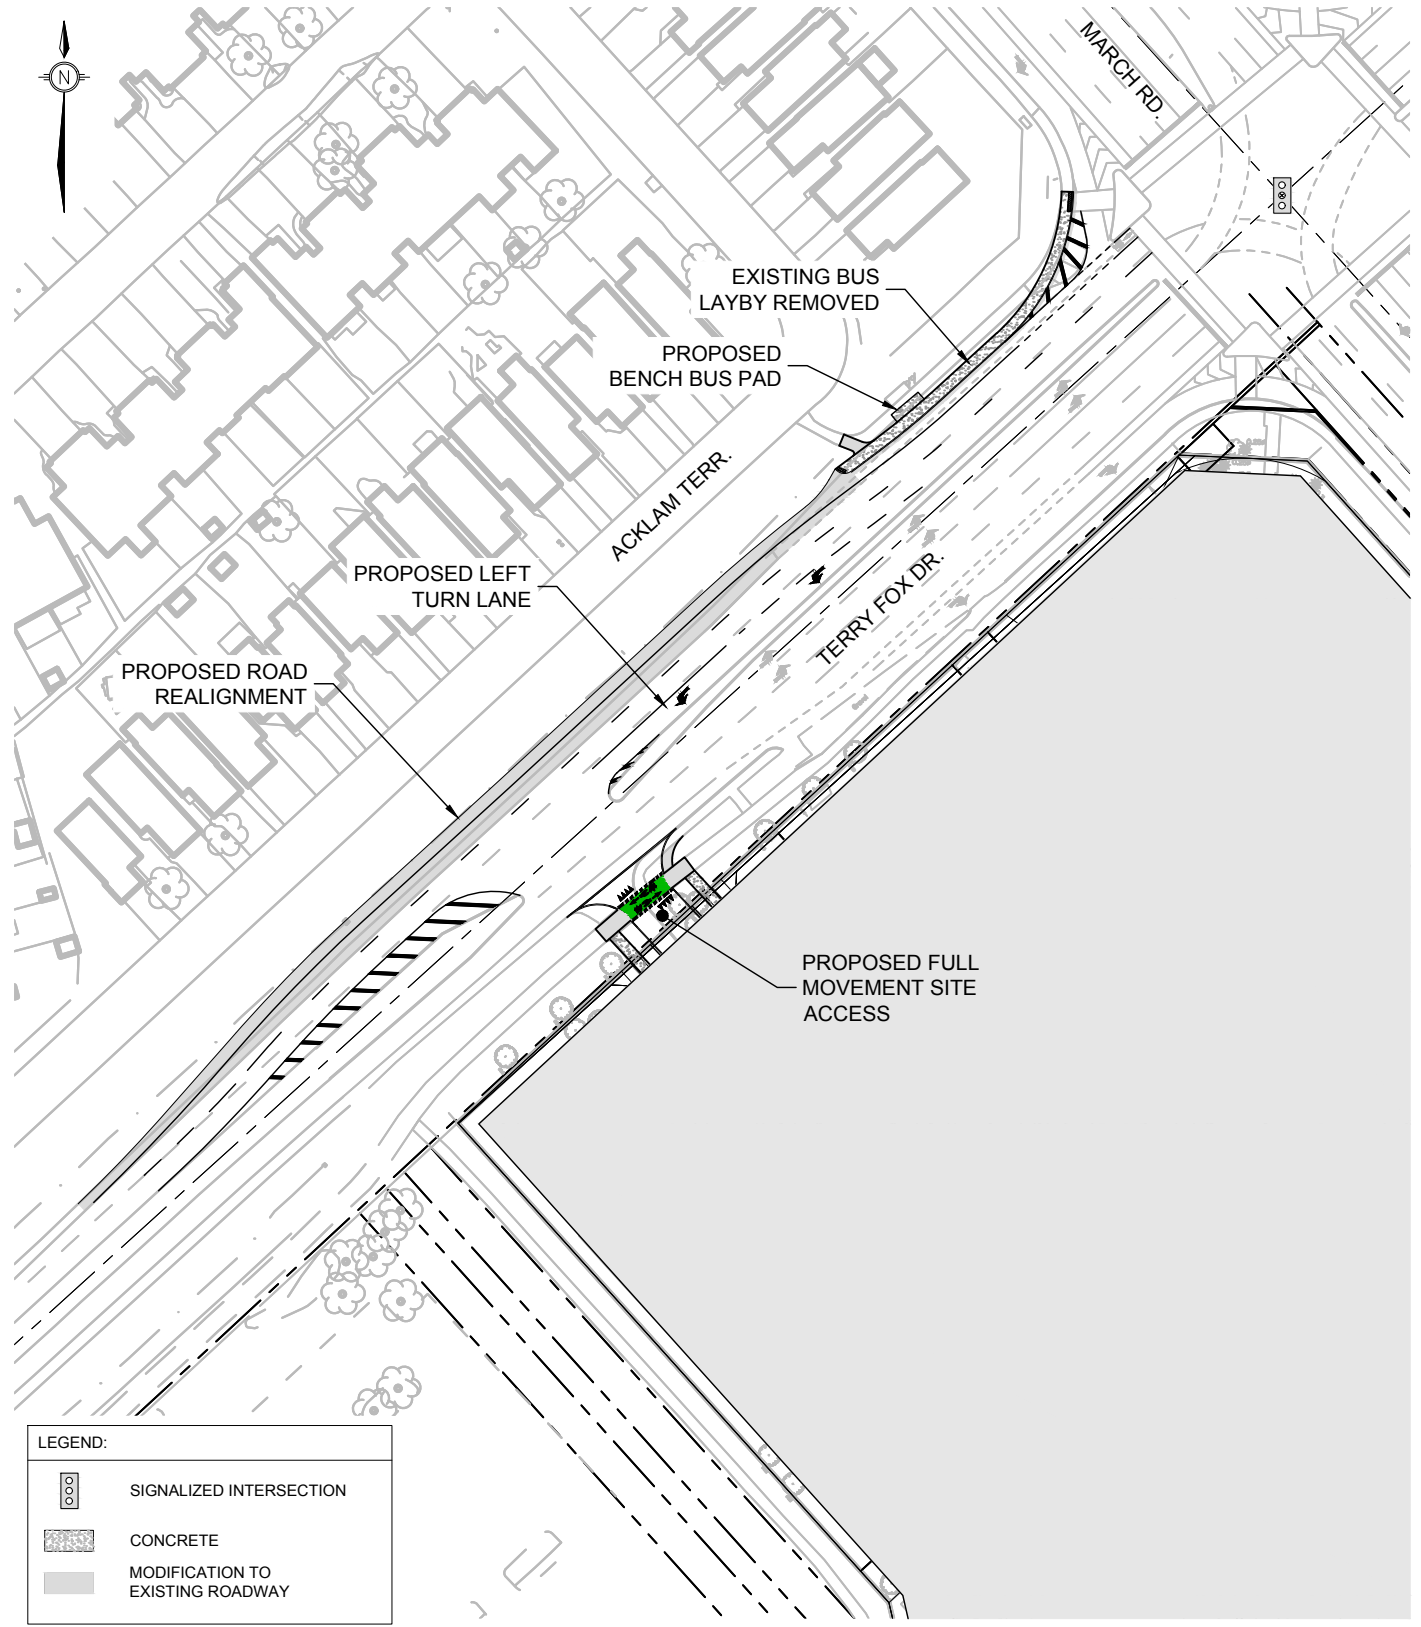 N
MARCH RD.
EXISTING BUS
LAYBY REMOVED
PROPOSED
BENCH BUS PAD
ACKLAM TERR.
PROPOSED LEFT
TURN LANE
TERRY FOX DR.
PROPOSED ROAD
REALIGNMENT
PROPOSED FULL
MOVEMENT SITE
ACCESS
LEGEND:
SIGNALIZED INTERSECTION
CONCRETE
MODIFICATION TO
EXISTING ROADWAY